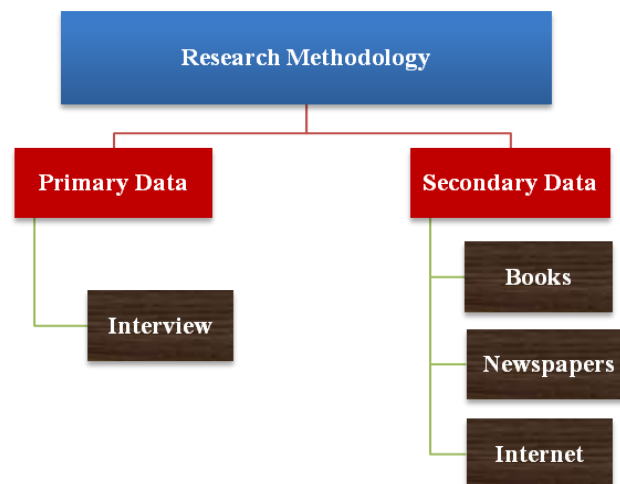 Research Methodology
Primary Data
Secondary Data
Books
Interview
Newspapers
Internet